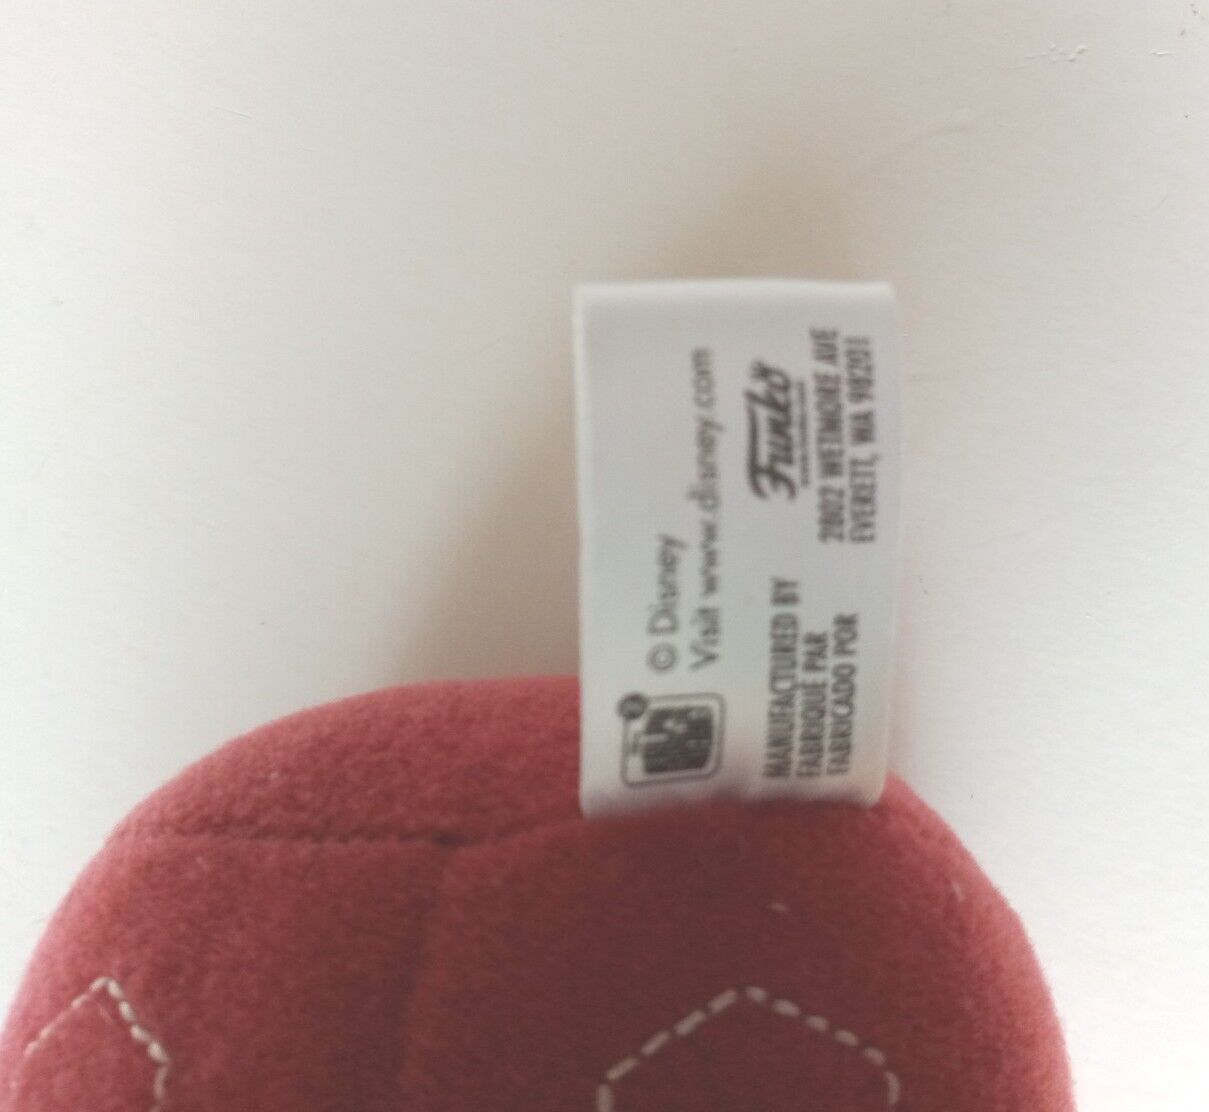 © Disney
Visit www.disney.com
MANUFACTURED BY
FABRIQUÉ PAR
FABRICADO POR
Funko
2802 WETMORE AVE
EVERETT, WA 98201